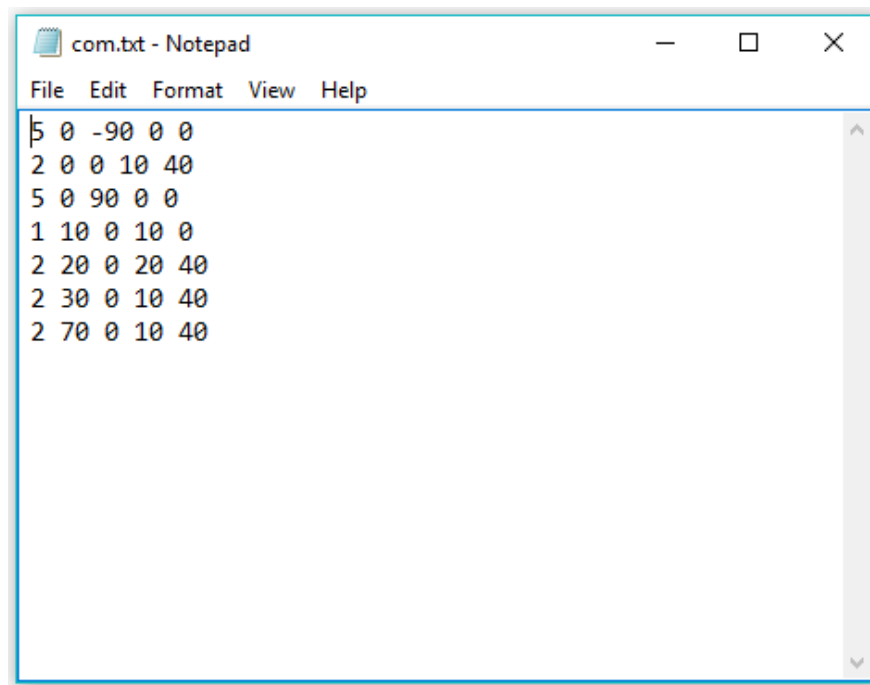 com.txt - Notepad
File Edit Format View Help
5 0 -90 0 0
2 0 0 10 40
5 0 90 0 0
1 10 0 10 0
2 20 0 20 40
2 30 0 10 40
2 70 0 10 40